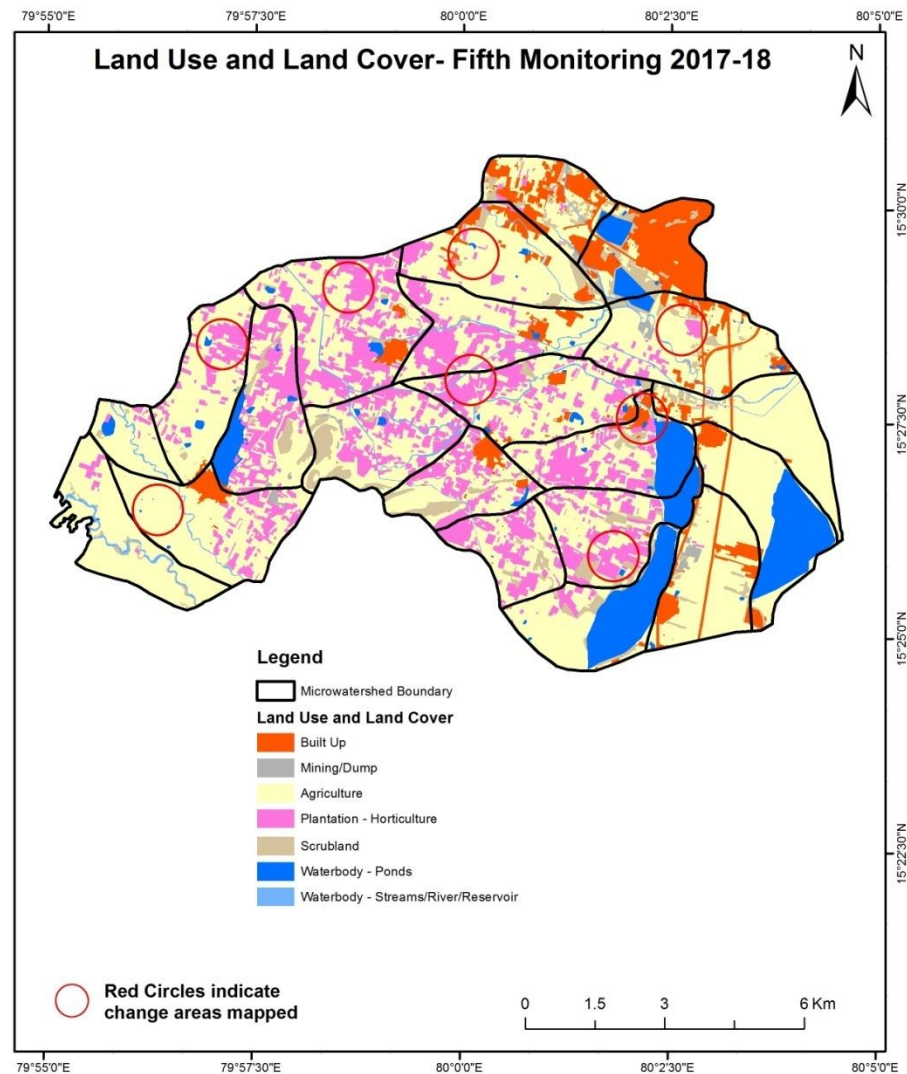 79°55'0"E 79°57'30"E 80°0'0"E 80°2'30"E 80°5'0"E
Land Use and Land Cover- Fifth Monitoring 2017-18
N
15°30'0"N
15°30'0"N
15°27'30"N
15°25'0"N
15°22'30"N
Legend
Microwatershed Boundary
Land Use and Land Cover
Built Up
Mining/Dump
Agriculture
Plantation - Horticulture
Scrubland
Waterbody - Ponds
Waterbody - Streams/River/Reservoir
Red Circles indicate
change areas mapped
0 1.5 3 6 Km
79°55'0"E 79°57'30"E 80°0'0"E 80°2'30"E 80°5'0"E